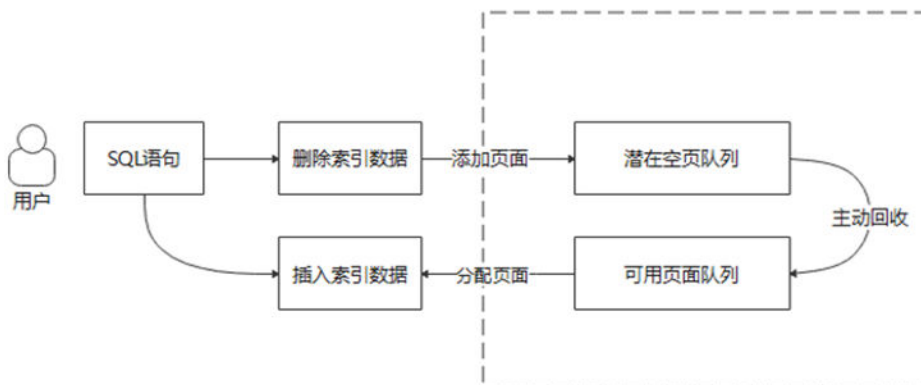 SQL语句
删除索引数据
添加页面
潜在空页队列
用户
主动回收
插入索引数据
分配页面
可用页面队列